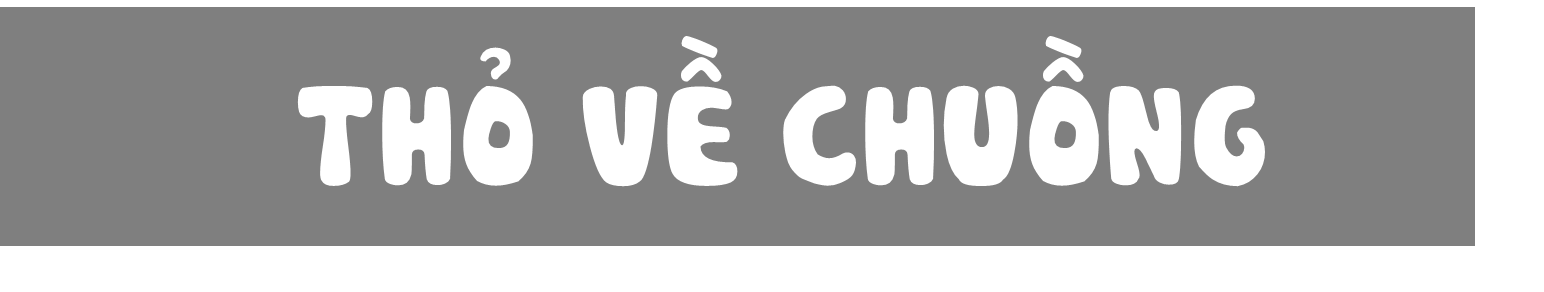 THỎ VỀ CHUỒNG